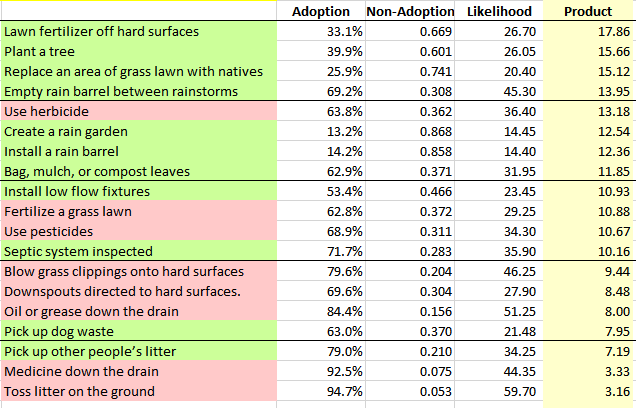 Adoption Non-Adoption Likelihood Product
Lawn fertilizer off hard surfaces 33.1% 0.669 26.70 17.86
Plant a tree 39.9% 0.601 26.05 15.66
Replace an area of grass lawn with natives 25.9% 0.741 20.40 15.12
Empty rain barrel between rainstorms 69.2% 0.308 45.30 13.95
Use herbicide 63.8% 0.362 36.40 13.18
Create a rain garden 13.2% 0.868 14.45 12.54
Install a rain barrel 14.2% 0.858 14.40 12.36
Bag, mulch, or compost leaves 62.9% 0.371 31.95 11.85
Install low flow fixtures 53.4% 0.466 23.45 10.93
Fertilize a grass lawn 62.8% 0.372 29.25 10.88
Use pesticides 68.9% 0.311 34.30 10.67
Septic system inspected 71.7% 0.283 35.90 10.16
Blow grass clippings onto hard surfaces 79.6% 0.204 46.25 9.44
Downspouts directed to hard surfaces. 69.6% 0.304 27.90 8.48
Oil or grease down the drain 84.4% 0.156 51.25 8.00
Pick up dog waste 63.0% 0.370 21.48 7.95
Pick up other people's litter 79.0% 0.210 34.25 7.19
Medicine down the drain 92.5% 0.075 44.35 3.33
Toss litter on the ground 94.7% 0.053 59.70 3.16